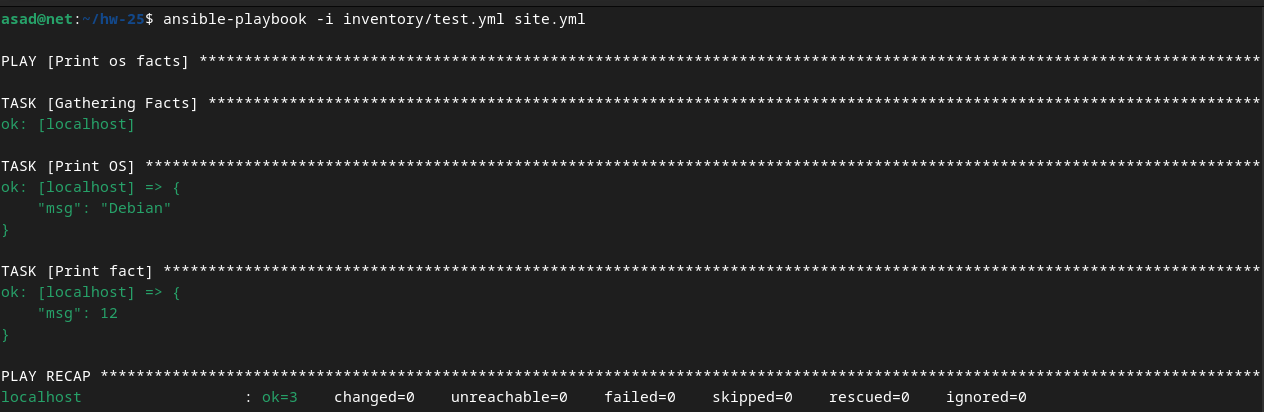 asad@net:~/hw-25$ ansible-playbook -i inventory/test.yml site.yml
PLAY [Print os facts] **********************************************************************************************************************
TASK [Gathering Facts] *********************************************************************************************************************
ok: [localhost]
TASK [Print OS] ****************************************************************************************************************************
ok: [localhost] => {
    "msg": "Debian"
}
TASK [Print fact] **************************************************************************************************************************
ok: [localhost] => {
    "msg": 12
}
PLAY RECAP *********************************************************************************************************************************
localhost                  : ok=3    changed=0    unreachable=0    failed=0    skipped=0    rescued=0    ignored=0